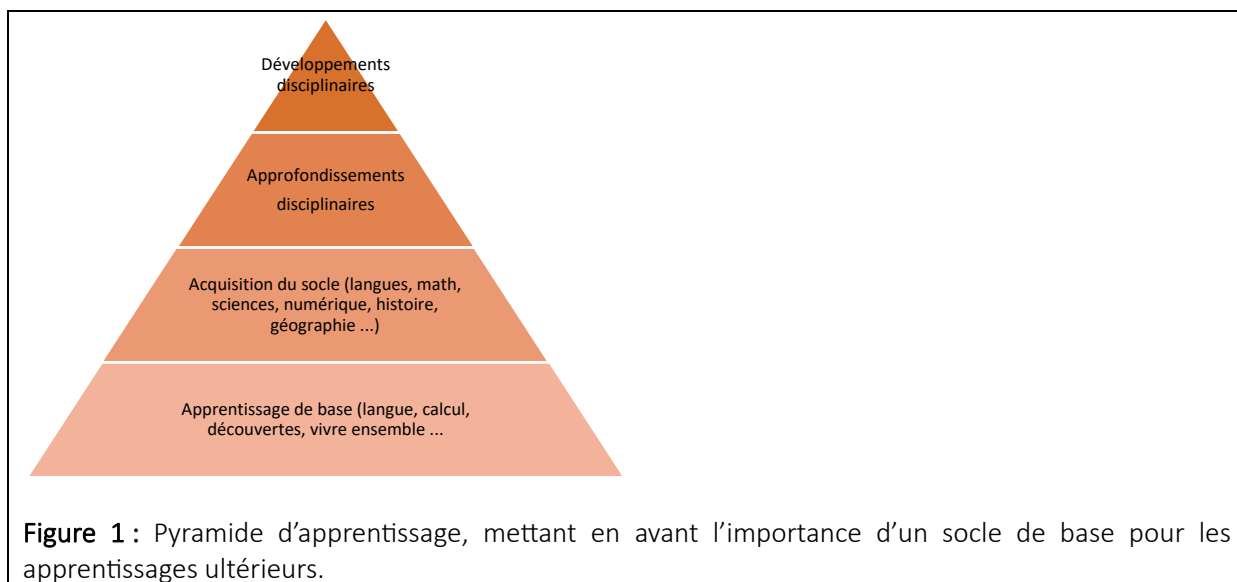 Développements
disciplinaires
Approfondissements
disciplinaires
Acquisition du socle (langues, math,
sciences, numérique, histoire,
géographie ...)
Apprentissage de base (langue, calcul,
découvertes, vivre ensemble ...
Figure 1 : Pyramide d’apprentissage, mettant en avant l’importance d’un socle de base pour les
apprentissages ultérieurs.